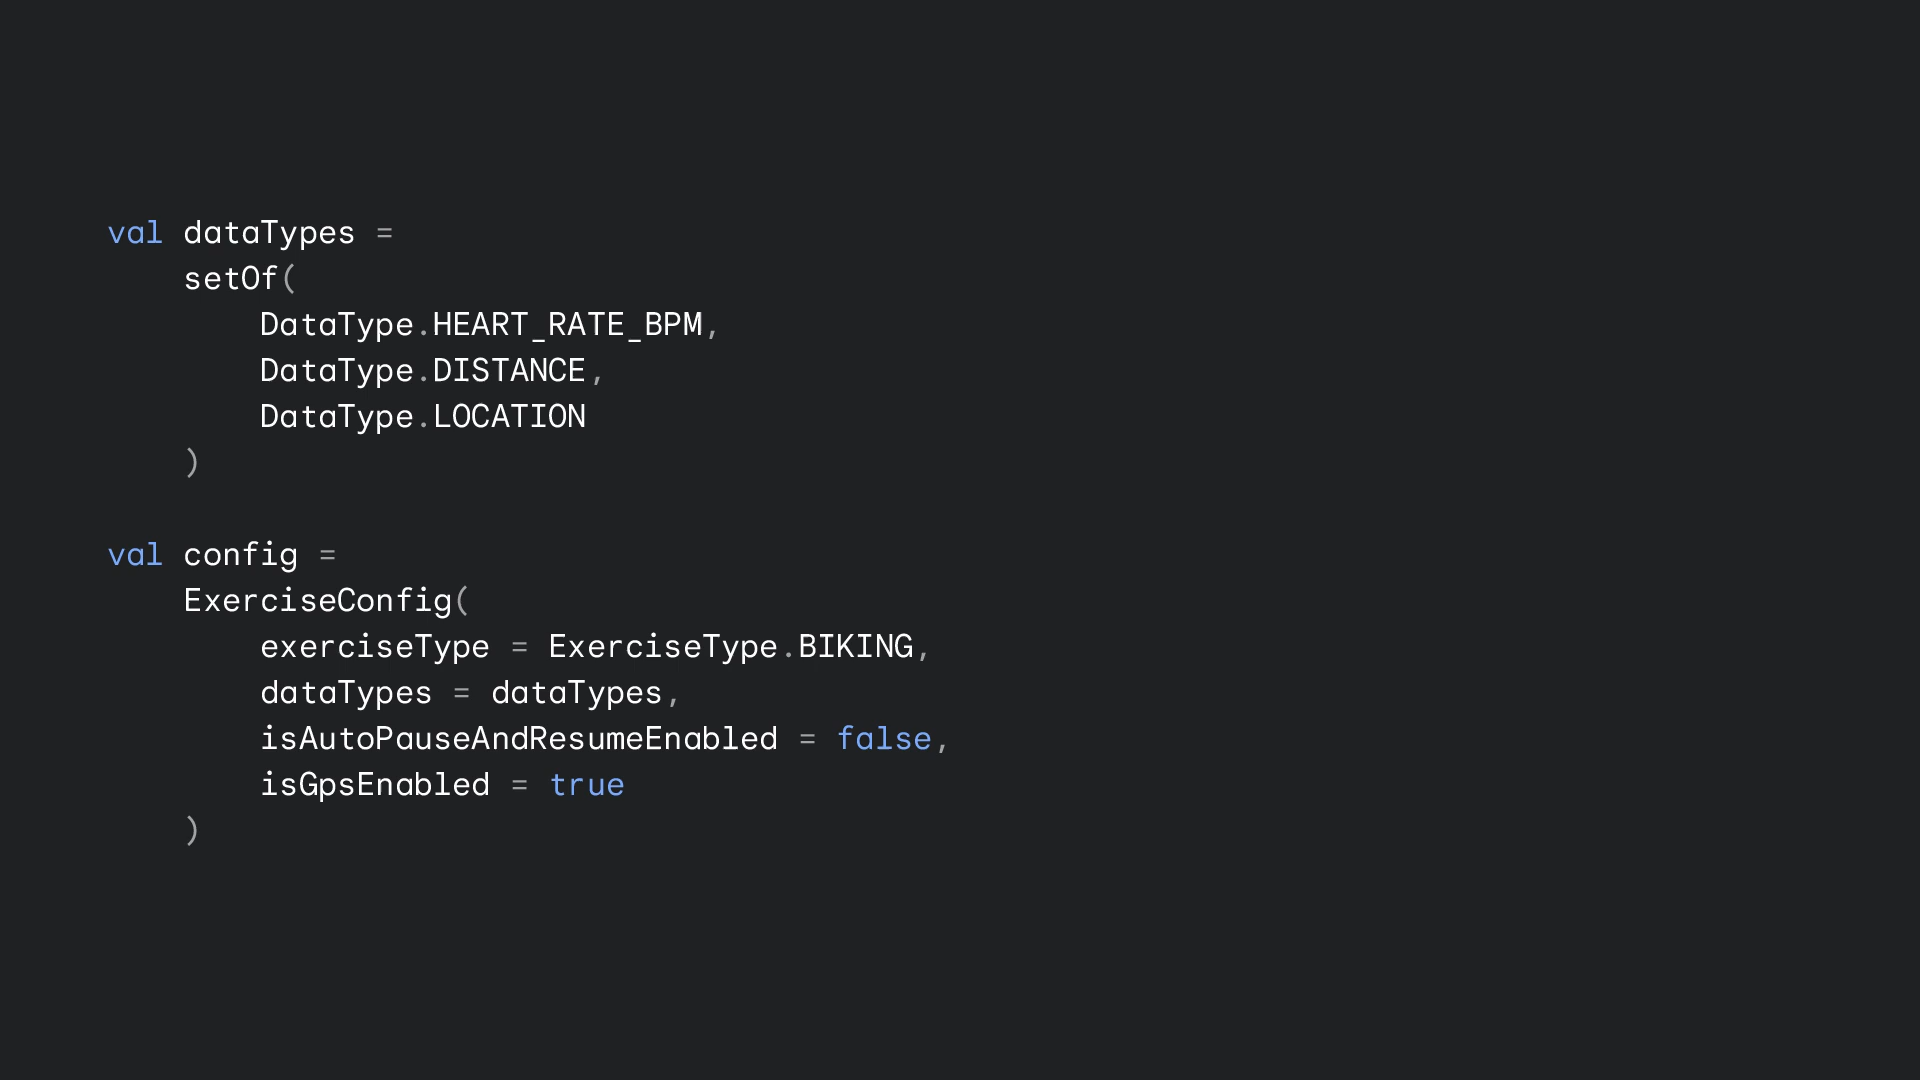 val dataTypes =
    setOf(
        DataType.HEART_RATE_BPM,
        DataType.DISTANCE,
        DataType.LOCATION
    )

val config =
    ExerciseConfig(
        exerciseType = ExerciseType.BIKING,
        dataTypes = dataTypes,
        isAutoPauseAndResumeEnabled = false,
        isGpsEnabled = true
    )